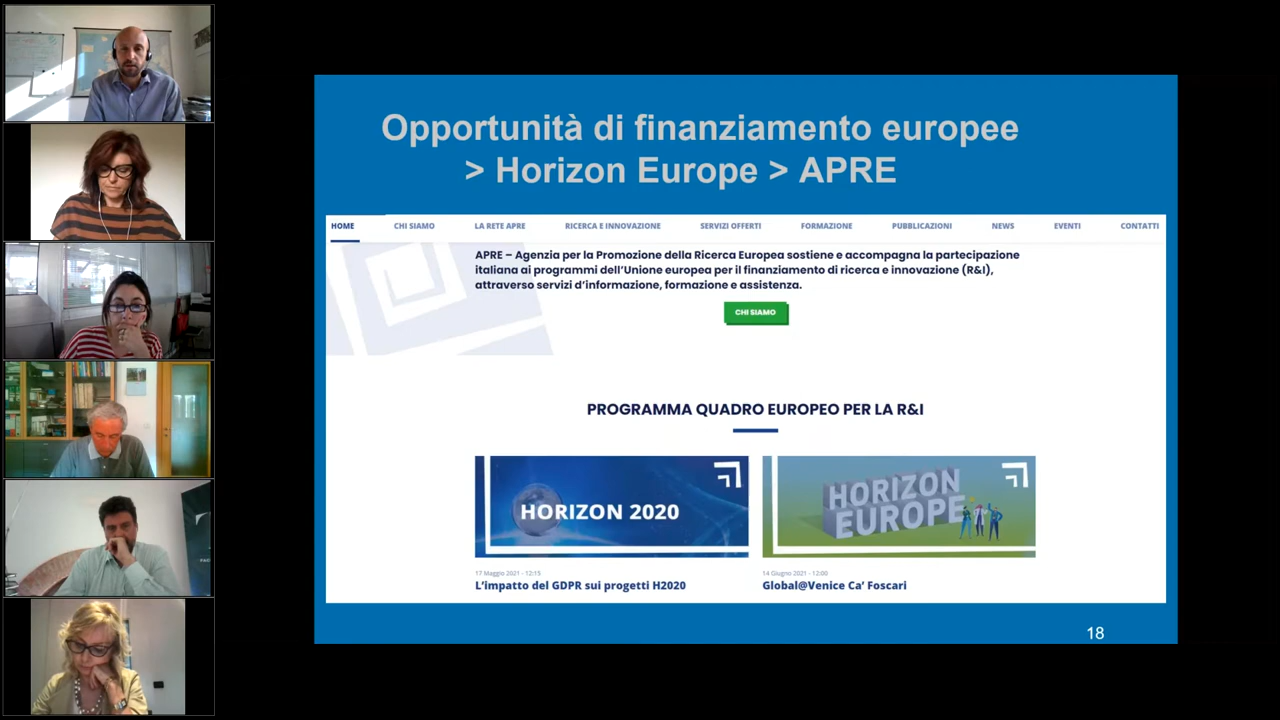 Opportunità di finanziamento europee
> Horizon Europe > APRE
HOME CHI SIAMO LA RETE APRE RICERCA E INNOVAZIONE SERVIZI OFFERTI FORMAZIONE PUBBLICAZIONI NEWS EVENTI CONTATTI
APRE – Agenzia per la Promozione della Ricerca Europea sostiene e accompagna la partecipazione
italiana ai programmi dell’Unione europea per il finanziamento di ricerca e innovazione (R&I),
attraverso servizi d’informazione, formazione e assistenza.
CHI SIAMO
PROGRAMMA QUADRO EUROPEO PER LA R&I
HORIZON 2020
HORIZON
EUROPE
17 Maggio 2021 - 12:15
14 Giugno 2021 - 12:00
L’impatto del GDPR sui progetti H2020
Global@Venice Ca’ Foscari
18